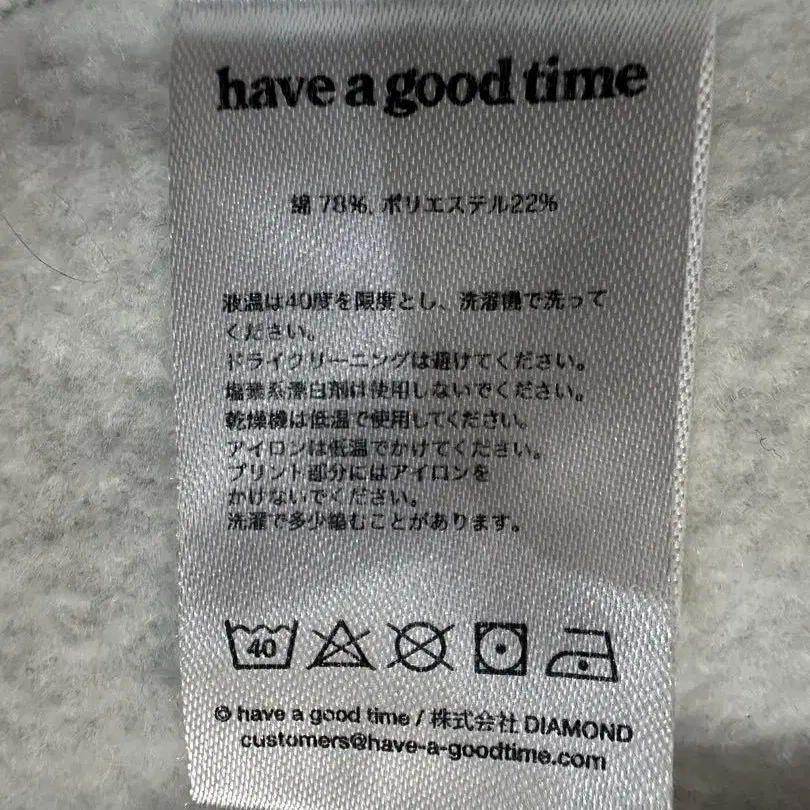 have a good time
綿 78%, ポリエステル22%
液温は40度を限度とし、洗濯機で洗って
ください。
ドライクリーニングは避けてください。
塩素系漂白剤は使用しないでください。
乾燥機は低温で使用してください。
アイロンは低温でかけてください。
プリント部分にはアイロンを
かけないでください。
洗濯で多少縮むことがあります。
40
© have a good time / 株式会社 DIAMOND
customers@have-a-goodtime.com